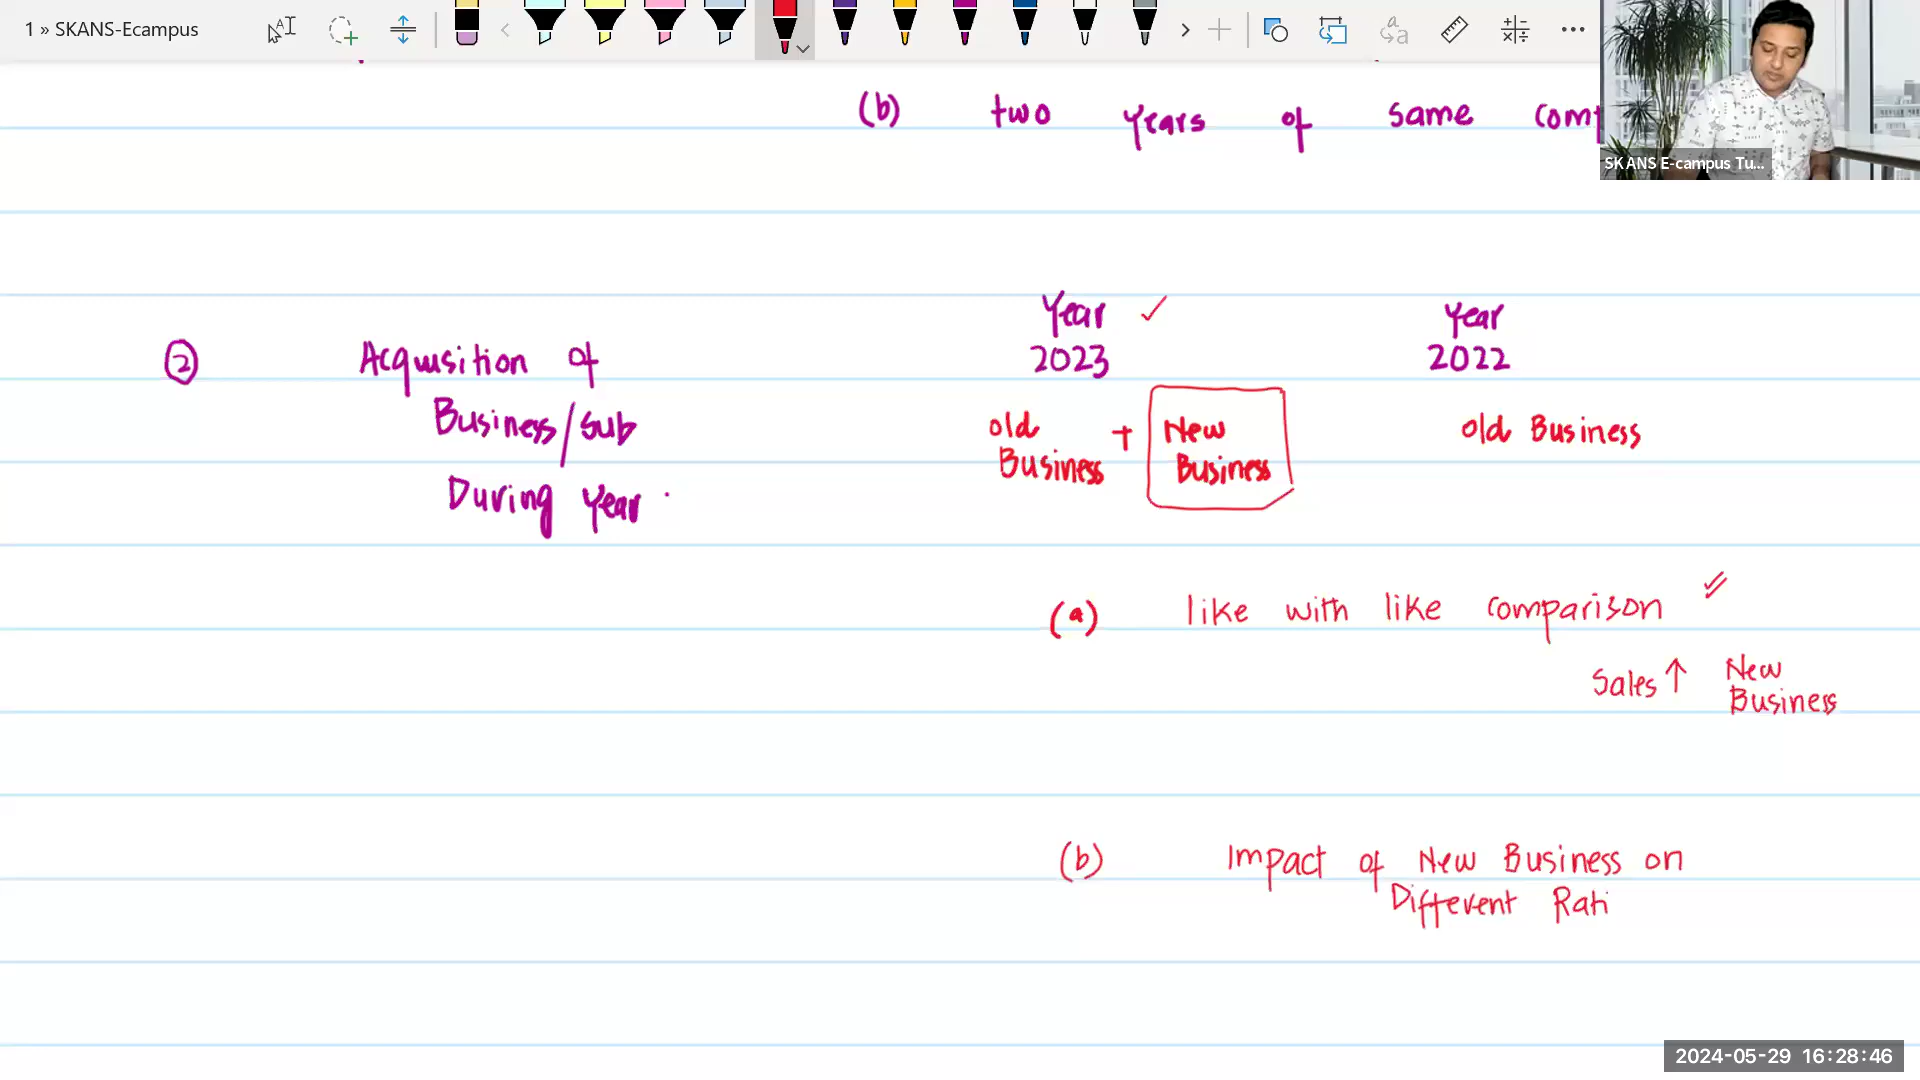 1 » SKANS-Ecampus
(b) two years of same
SKANS E-campus Tu...
Year ✓ Year
② Acqusition of 2023 2022
Business/sub old + New old Business
Business Business
During year
(a) like with like comparison
Sales ↑ New
Business
(b) Impact of New Business on
Different Rati
2024-05-29 16:28:46